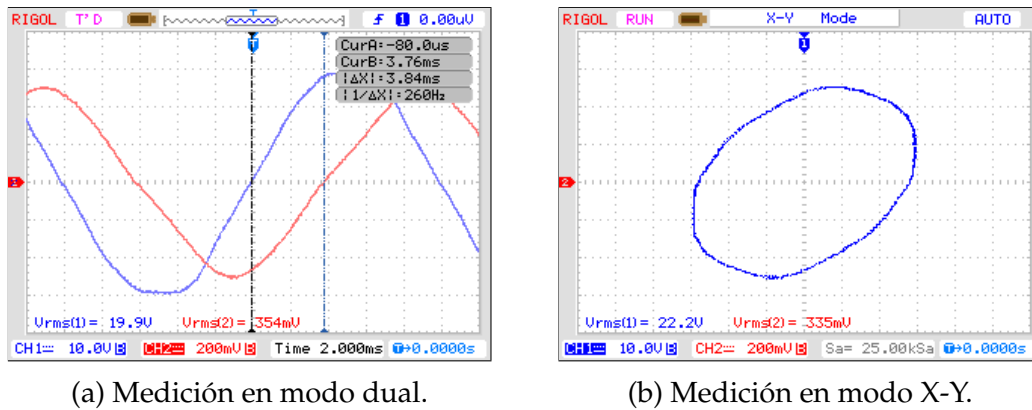 RIGOL T'D T f 1 0.00uV
T
CurA:-80.0us
CurB:3.76ms
|ΔX|:3.84ms
|1/ΔX|:260Hz
1
Vrms(1)= 19.9V Vrms(2)= 354mV
CH1 10.0V B CH2 200mV B Time 2.000ms T→0.0000s
(a) Medición en modo dual.
RIGOL RUN X-Y Mode AUTO
1
2
Vrms(1)= 22.2V Vrms(2)= 335mV
CH1 10.0V B CH2 200mV B Sa= 25.00kSa T→0.0000s
(b) Medición en modo X-Y.